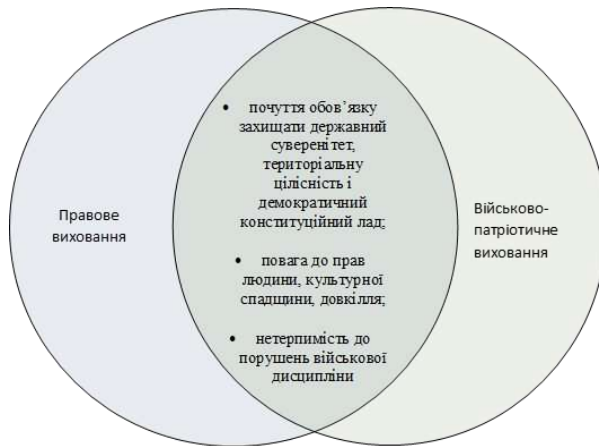 Правове
виховання
• почуття обов’язку
захищати державний
суверенітет,
територіальну
цілісність і
демократичний
конституційний лад;
• повага до прав
людини, культурної
спадщини, довкілля;
• нетерпимість до
порушень військової
дисципліни
Військово-
патріотичне
виховання